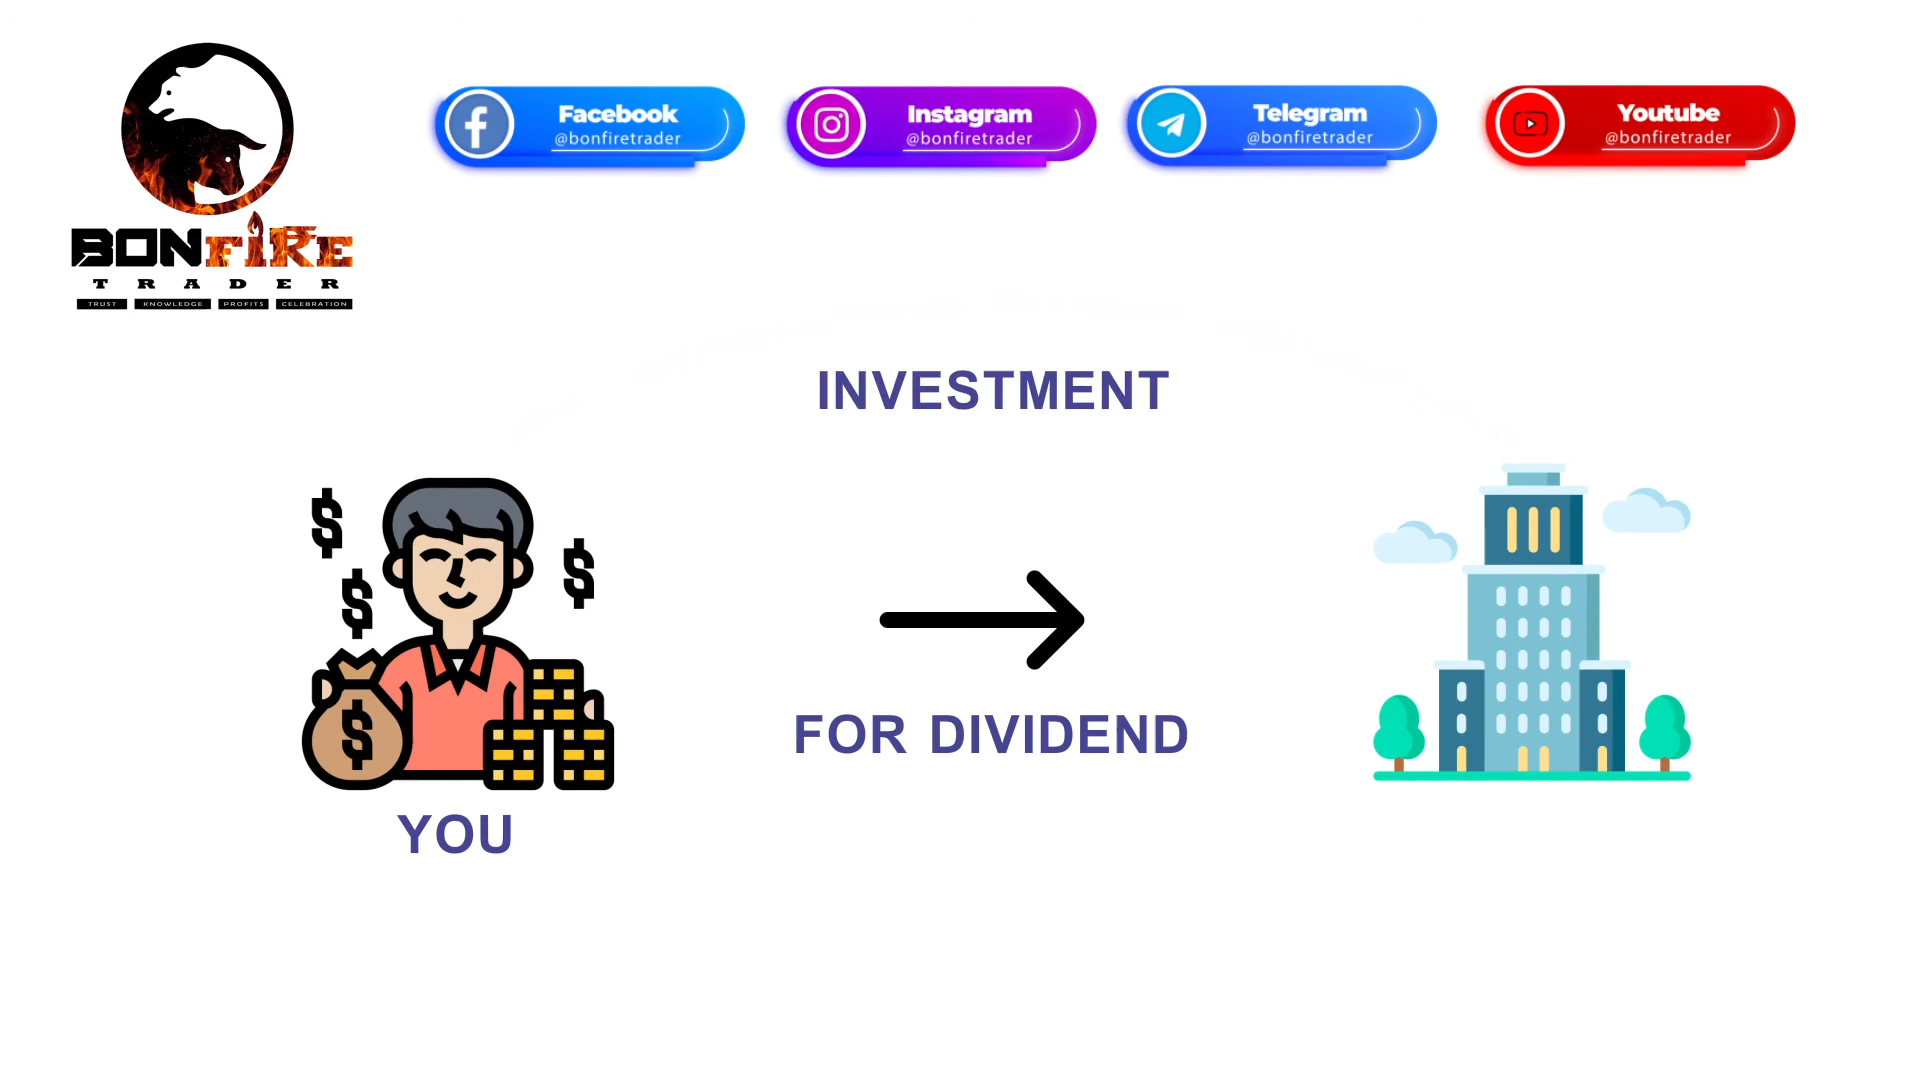 Facebook
@bonfiretrader
Instagram
@bonfiretrader
Telegram
@bonfiretrader
Youtube
@bonfiretrader
BONFIRE
TRADER
TRUST KNOWLEDGE PROFITS CELEBRATION
INVESTMENT
FOR DIVIDEND
YOU